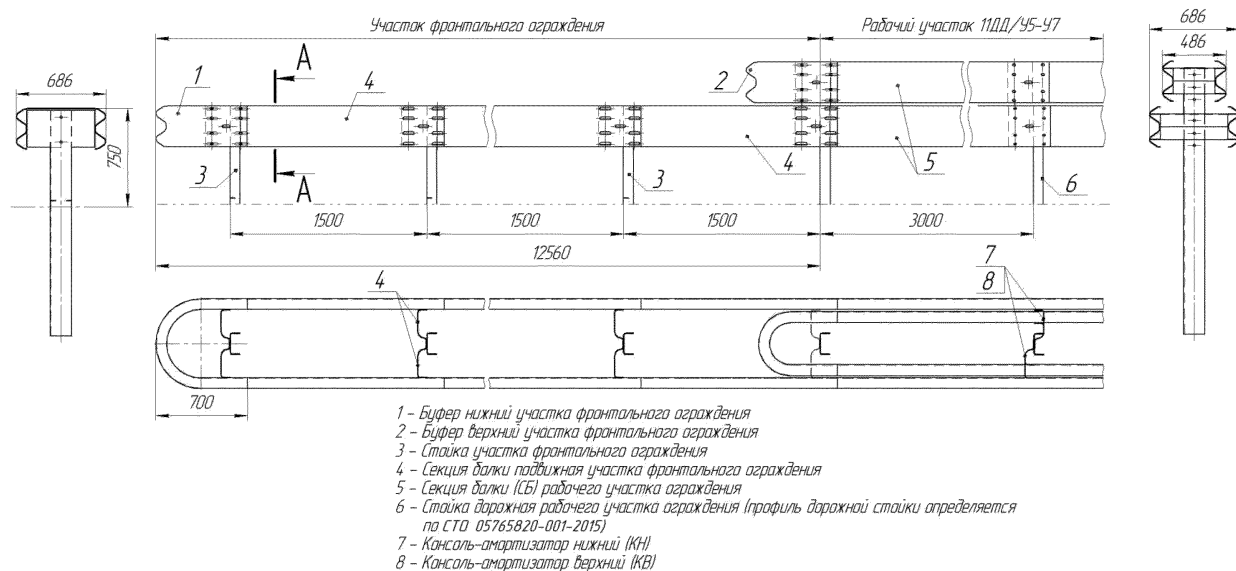 Участок фронтального ограждения
Рабочий участок 11ДД/У5-У7
686
486
686
750
А
А
1
4
2
3
3
4
5
6
1500
1500
1500
3000
12560
4
7
8
700
1 - Буфер нижний участка фронтального ограждения
2 - Буфер верхний участка фронтального ограждения
3 - Стойка участка фронтального ограждения
4 - Секция балки подвижная участка фронтального ограждения
5 - Секция балки (СБ) рабочего участка ограждения
6 - Стойка дорожная рабочего участка ограждения (профиль дорожной стойки определяется
по СТО 05765820-001-2015)
7 - Консоль-амортизатор нижний (КН)
8 - Консоль-амортизатор верхний (КВ)